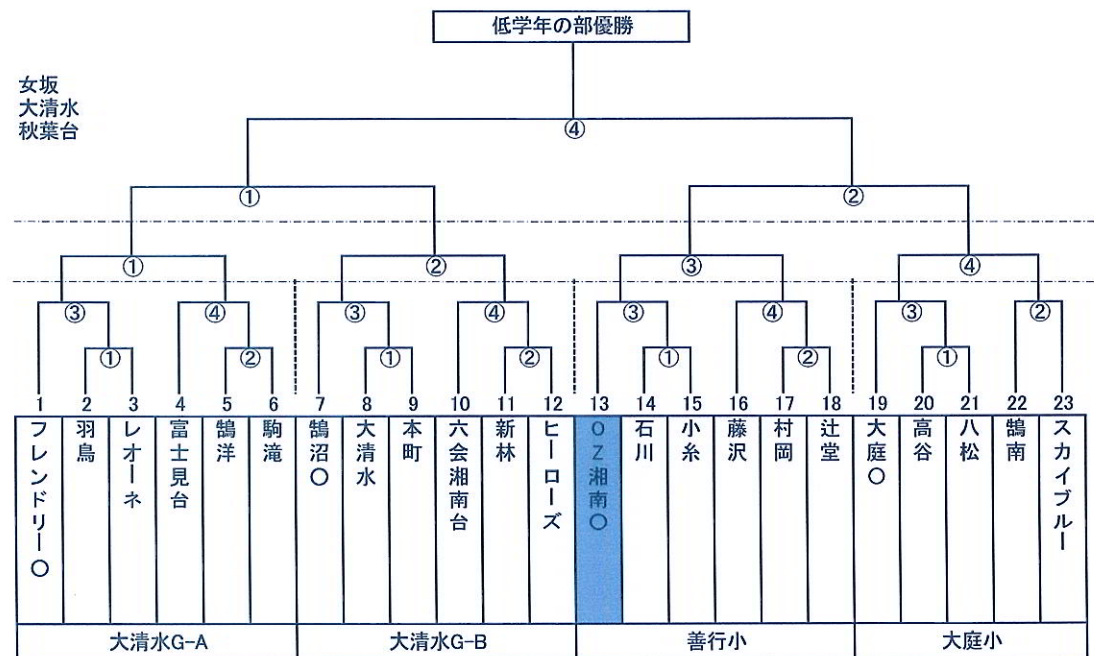 低学年の部優勝
女坂
大清水
秋葉台
④
① ②
① ② ③ ④
③ ④ ③ ④ ③ ④ ③ ②
① ② ① ② ① ② ①
1 2 3 4 5 6 7 8 9 10 11 12 13 14 15 16 17 18 19 20 21 22 23
フレンドリー〇
羽鳥
レオーネ
富士見台
鵠洋
駒滝
鵠沼〇
大清水
本町
六会湘南台
新林
ヒーローズ
OZ湘南〇
石川
小糸
藤沢
村岡
辻堂
大庭〇
高谷
八松
鵠南
スカイブルー
大清水G-A 大清水G-B 善行小 大庭小